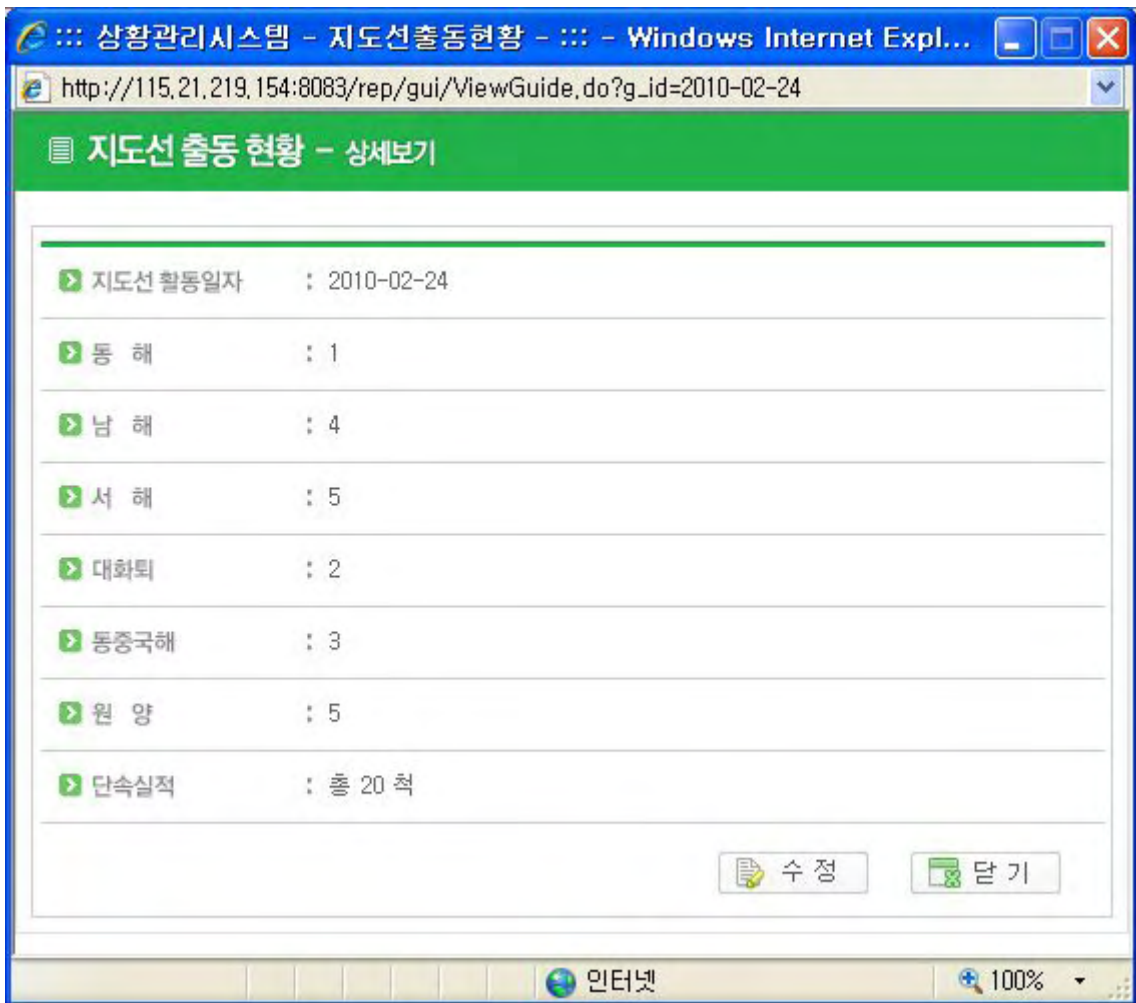 ::: 상황관리시스템 - 지도선출동현황 - ::: - Windows Internet Expl...
http://115,21,219,154:8083/rep/gui/ViewGuide,do?g_id=2010-02-24
지도선 출동 현황 - 상세보기
지도선 활동일자 : 2010-02-24
동 해 : 1
남 해 : 4
서 해 : 5
대화퇴 : 2
동중국해 : 3
원 양 : 5
단속실적 : 총 20 척
수 정 닫 기
인터넷 100%